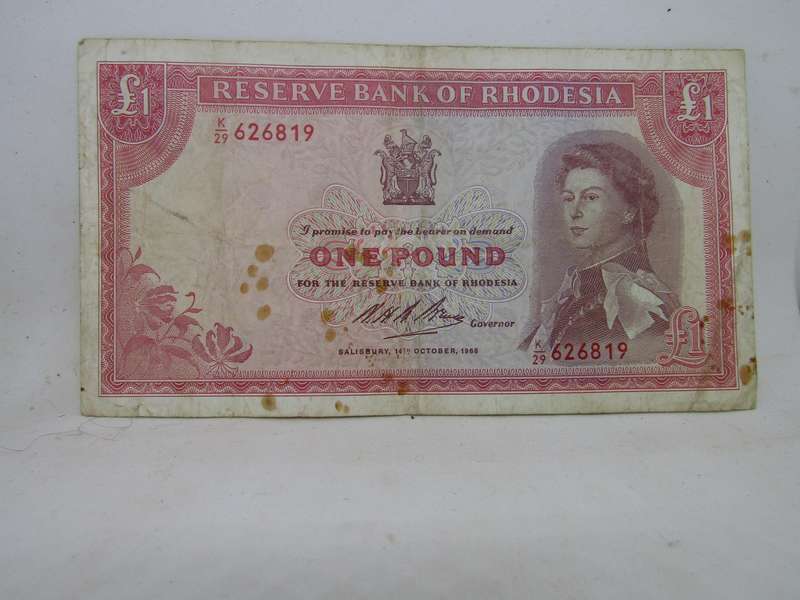 £1 RESERVE BANK OF RHODESIA £1
K/29 626819
I promise to pay the bearer on demand
ONE POUND
FOR THE RESERVE BANK OF RHODESIA
Governor
SALISBURY, 14TH OCTOBER, 1966
K/29 626819
£1